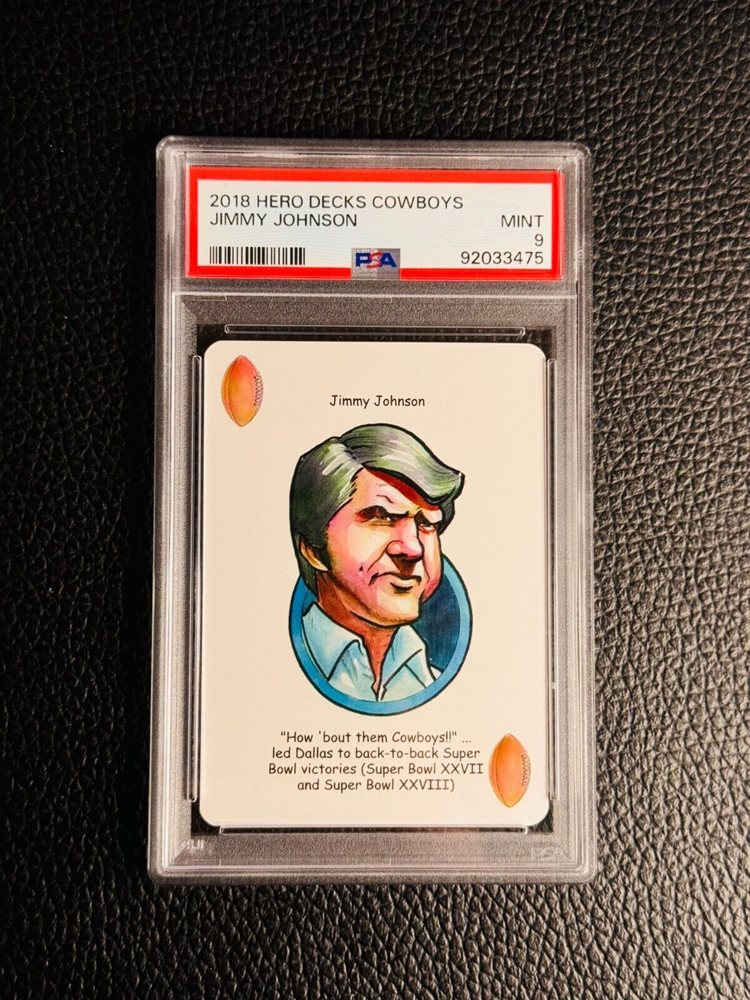 2018 HERO DECKS COWBOYS
JIMMY JOHNSON MINT
9
PSA 92033475
Jimmy Johnson
"How 'bout them Cowboys!!" ...
led Dallas to back-to-back Super
Bowl victories (Super Bowl XXVII
and Super Bowl XXVIII)